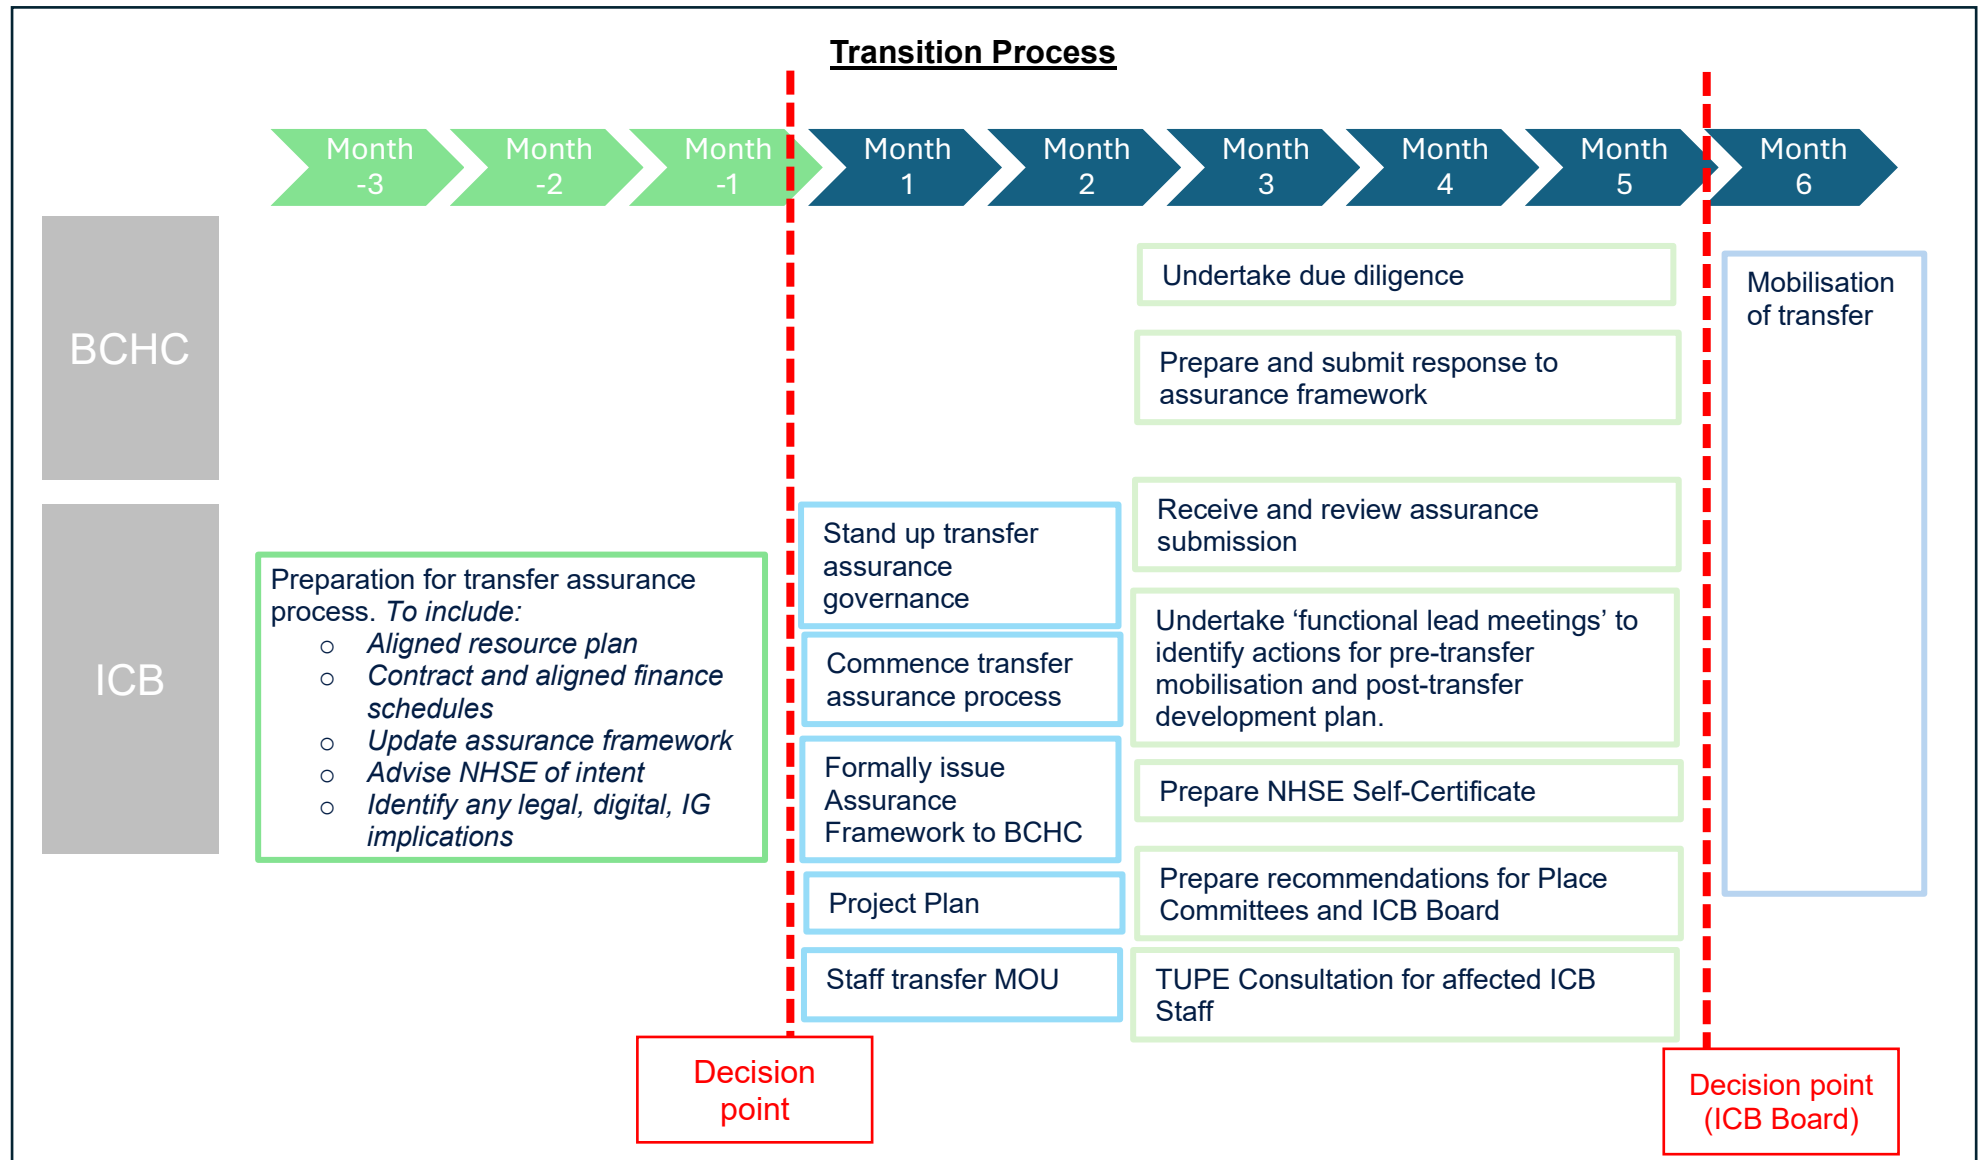 Transition Process
Month
-3
Month
-2
Month
-1
Month
1
Month
2
Month
3
Month
4
Month
5
Month
6
BCHC
Undertake due diligence
Prepare and submit response to
assurance framework
Mobilisation
of transfer
ICB
Preparation for transfer assurance
process. To include:
o Aligned resource plan
o Contract and aligned finance
schedules
o Update assurance framework
o Advise NHSE of intent
o Identify any legal, digital, IG
implications
Stand up transfer
assurance
governance
Commence transfer
assurance process
Formally issue
Assurance
Framework to BCHC
Project Plan
Staff transfer MOU
Receive and review assurance
submission
Undertake ‘functional lead meetings’ to
identify actions for pre-transfer
mobilisation and post-transfer
development plan.
Prepare NHSE Self-Certificate
Prepare recommendations for Place
Committees and ICB Board
TUPE Consultation for affected ICB
Staff
Decision
point
Decision point
(ICB Board)